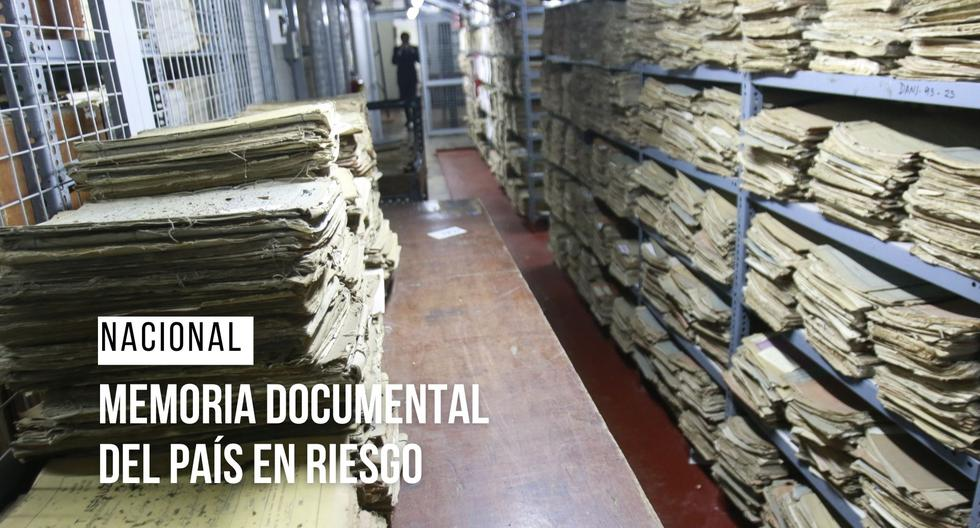 NACIONAL
MEMORIA DOCUMENTAL
DEL PAÍS EN RIESGO